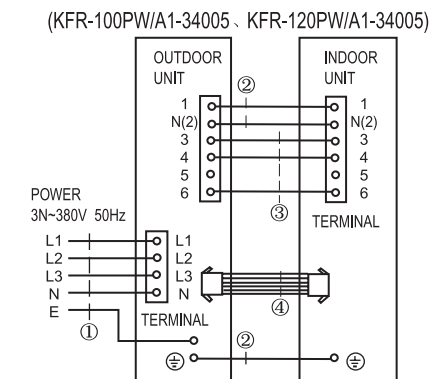 (KFR-100PW/A1-34005、KFR-120PW/A1-34005)
OUTDOOR UNIT
INDOOR UNIT
②
1 1
N(2) N(2)
3 3
4 4
5 5
6 6
③
TERMINAL
POWER
3N~380V 50Hz
L1 L1
L2 L2
L3 L3
N N
E
①
④
TERMINAL
②